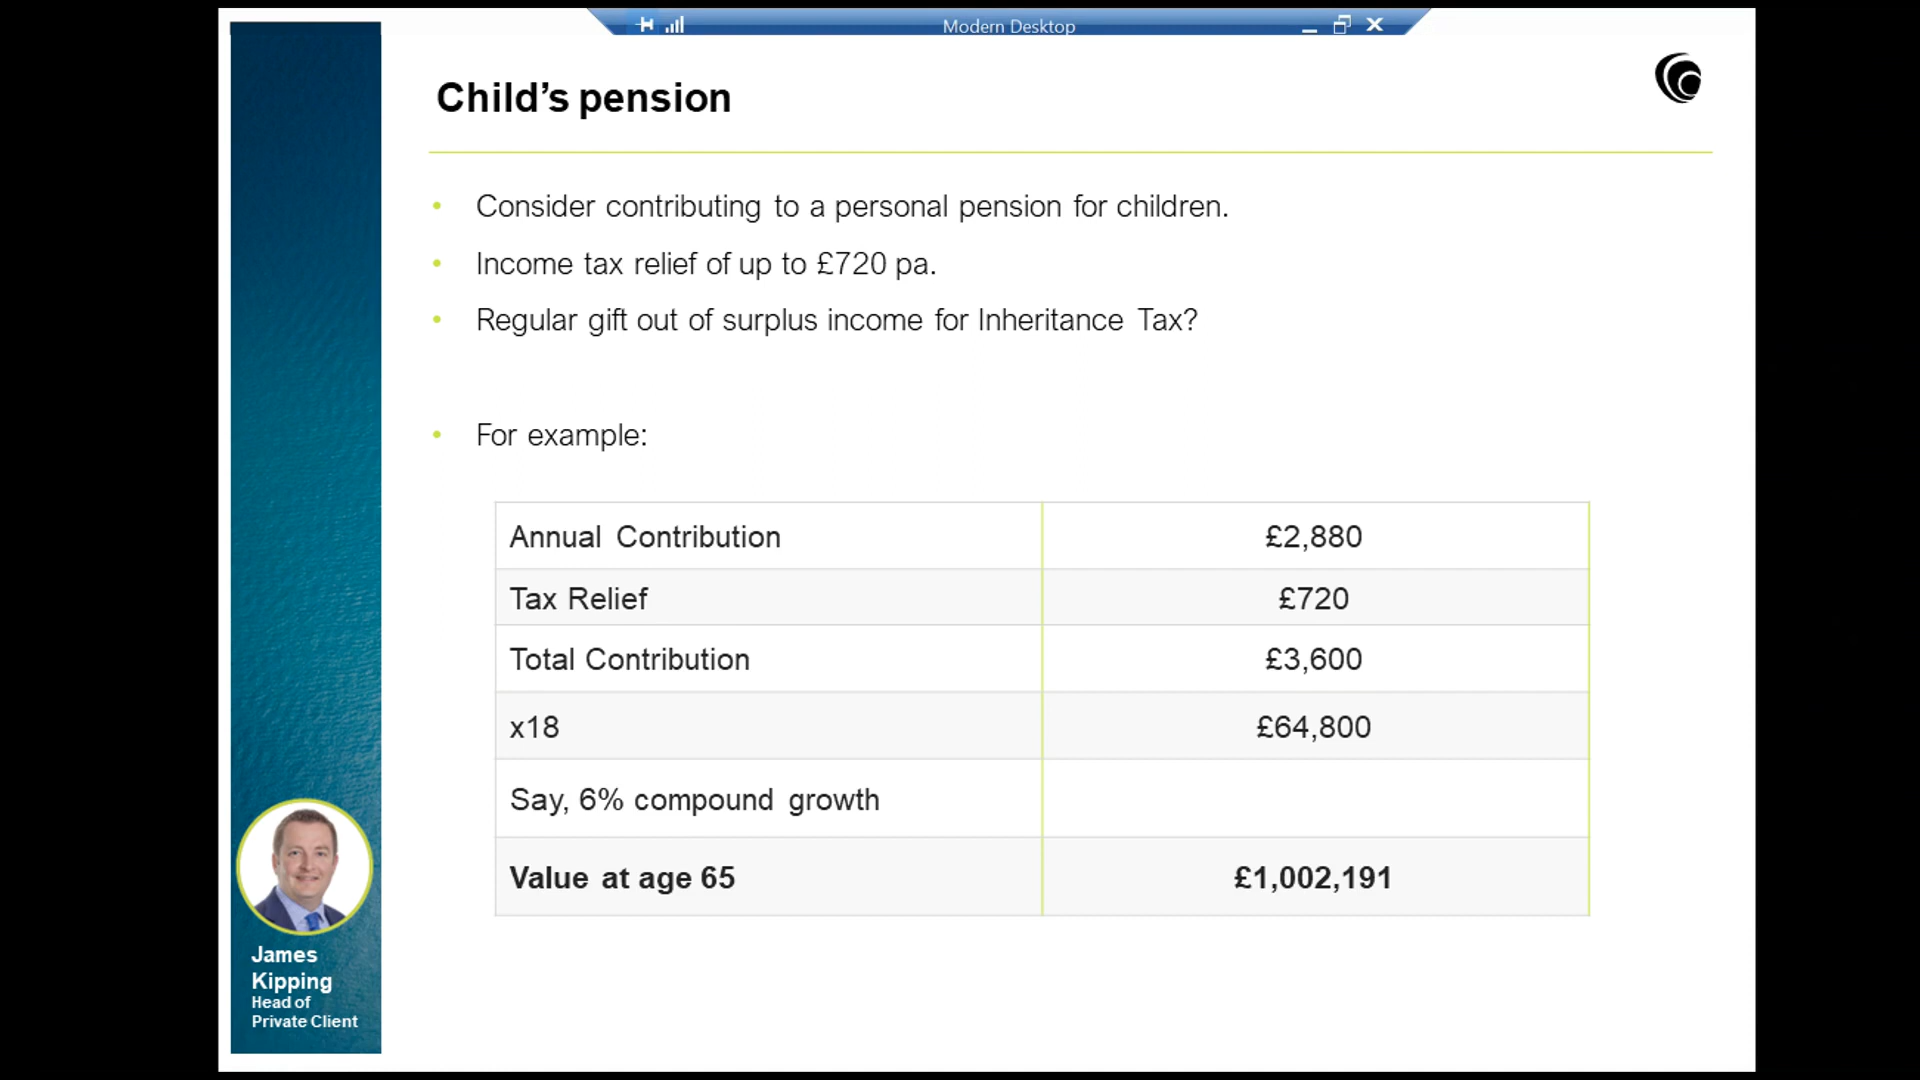 Modern Desktop
Child's pension
• Consider contributing to a personal pension for children.
• Income tax relief of up to £720 pa.
• Regular gift out of surplus income for Inheritance Tax?
• For example:
Annual Contribution £2,880
Tax Relief £720
Total Contribution £3,600
x18 £64,800
Say, 6% compound growth
Value at age 65 £1,002,191
James
Kipping
Head of
Private Client